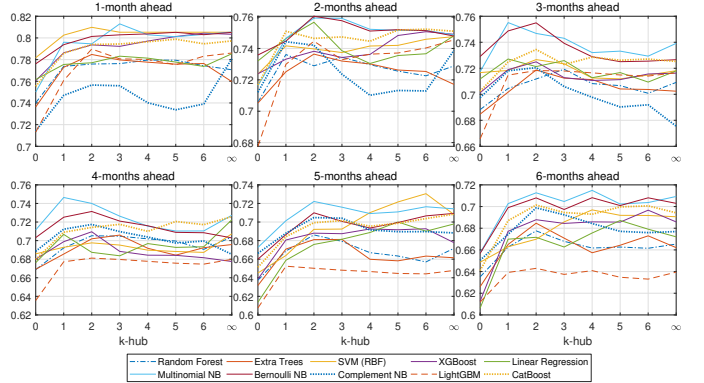 1-month ahead
2-months ahead
3-months ahead
0.82
0.8
0.78
0.76
0.74
0.72
0.7
0 1 2 3 4 5 6 ∞
0.76
0.74
0.72
0.7
0.68
0 1 2 3 4 5 6 ∞
0.76
0.74
0.72
0.7
0.68
0.66
0 1 2 3 4 5 6 ∞
4-months ahead
5-months ahead
6-months ahead
0.76
0.74
0.72
0.7
0.68
0.66
0.64
0.62
0 1 2 3 4 5 6 ∞
k-hub
0.74
0.72
0.7
0.68
0.66
0.64
0.62
0.6
0 1 2 3 4 5 6 ∞
k-hub
0.72
0.7
0.68
0.66
0.64
0.62
0.6
0 1 2 3 4 5 6 ∞
k-hub
Random Forest Extra Trees SVM (RBF) XGBoost Linear Regression
Multinomial NB Bernoulli NB Complement NB LightGBM CatBoost